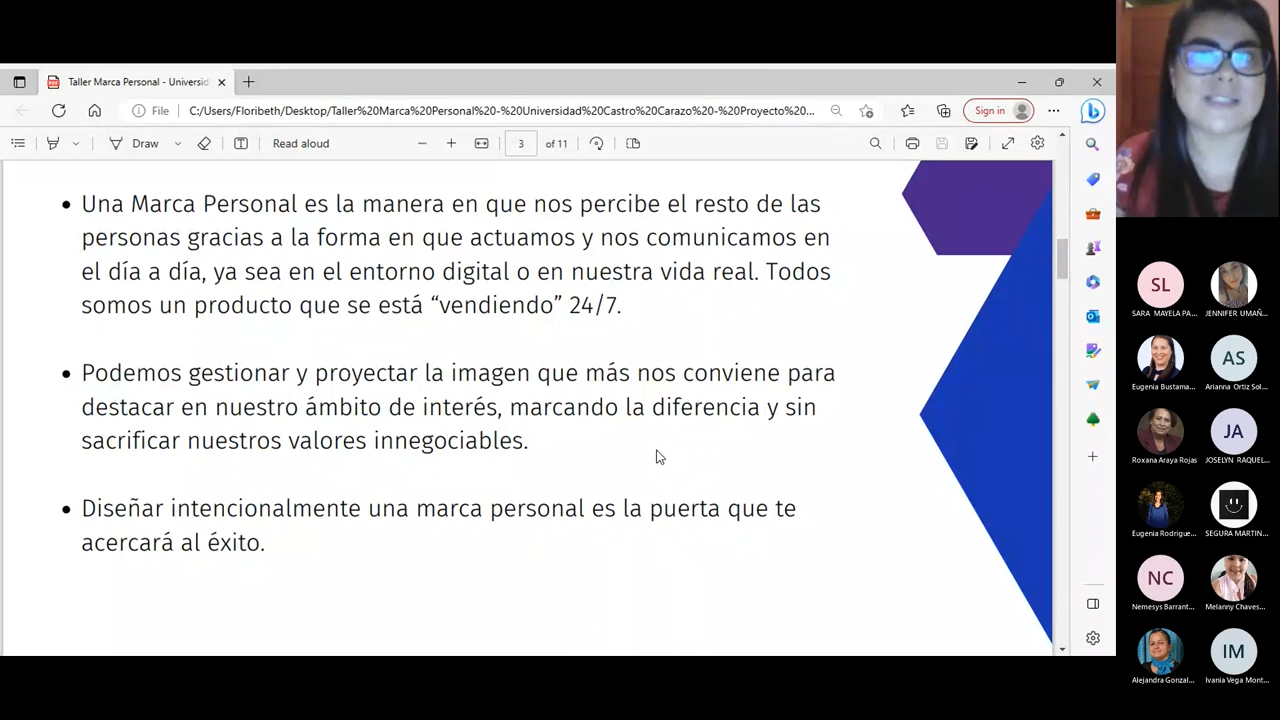 Taller Marca Personal - Universid
File
C:/Users/Floribeth/Desktop/Taller%20Marca%20Personal%20-%20Universidad%20Castro%20Carazo%20-%20Proyecto%20...
Sign in
Draw
Read aloud
3
of 11
• Una Marca Personal es la manera en que nos percibe el resto de las
personas gracias a la forma en que actuamos y nos comunicamos en
el día a día, ya sea en el entorno digital o en nuestra vida real. Todos
somos un producto que se está “vendiendo” 24/7.
• Podemos gestionar y proyectar la imagen que más nos conviene para
destacar en nuestro ámbito de interés, marcando la diferencia y sin
sacrificar nuestros valores innegociables.
• Diseñar intencionalmente una marca personal es la puerta que te
acercará al éxito.
SL
SARA MAYELA PA...
JENNIFER UMAÑ...
Eugenia Bustama...
AS
Arianna Ortiz Sol...
Roxana Araya Rojas
JA
JOSELYN RAQUEL...
Eugenia Rodrigue...
SEGURA MARTIN...
NC
Nemesys Barrant...
Melanny Chaves...
Alejandra Gonzal...
IM
Ivania Vega Mont...